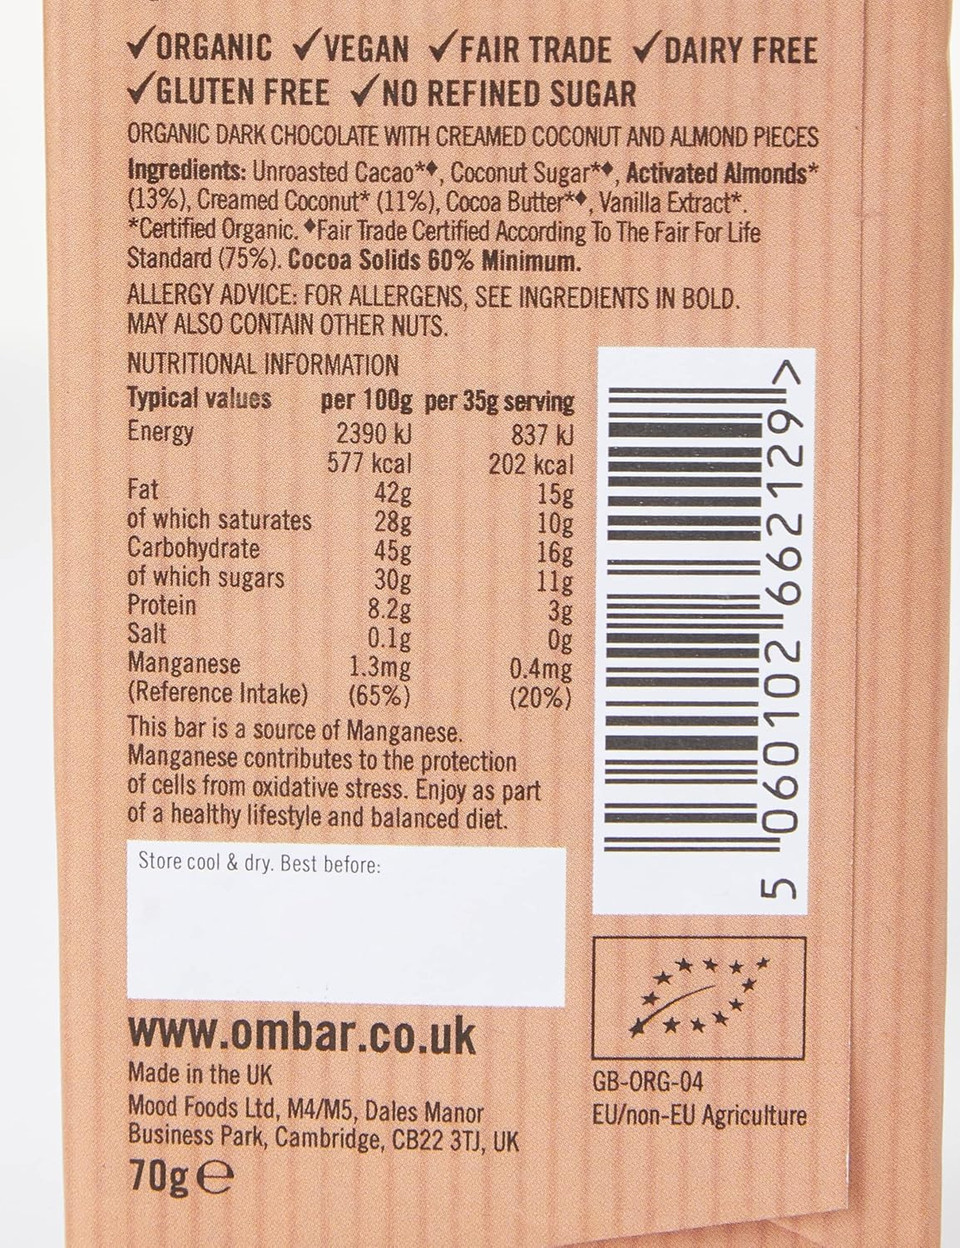 ✓ORGANIC ✓VEGAN ✓FAIR TRADE ✓DAIRY FREE
✓GLUTEN FREE ✓NO REFINED SUGAR
ORGANIC DARK CHOCOLATE WITH CREAMED COCONUT AND ALMOND PIECES
Ingredients: Unroasted Cacao*♦, Coconut Sugar*♦, Activated Almonds*
(13%), Creamed Coconut* (11%), Cocoa Butter*♦, Vanilla Extract*.
*Certified Organic. ♦Fair Trade Certified According To The Fair For Life
Standard (75%). Cocoa Solids 60% Minimum.
ALLERGY ADVICE: FOR ALLERGENS, SEE INGREDIENTS IN BOLD.
MAY ALSO CONTAIN OTHER NUTS.
NUTRITIONAL INFORMATION
Typical values per 100g per 35g serving
Energy 2390 kJ 837 kJ
577 kcal 202 kcal
Fat 42g 15g
of which saturates 28g 10g
Carbohydrate 45g 16g
of which sugars 30g 11g
Protein 8.2g 3g
Salt 0.1g 0g
Manganese 1.3mg 0.4mg
(Reference Intake) (65%) (20%)
This bar is a source of Manganese.
Manganese contributes to the protection
of cells from oxidative stress. Enjoy as part
of a healthy lifestyle and balanced diet.
5 060102 662129 >
Store cool & dry. Best before:
www.ombar.co.uk
Made in the UK
Mood Foods Ltd, M4/M5, Dales Manor
Business Park, Cambridge, CB22 3TJ, UK
70g ℮
GB-ORG-04
EU/non-EU Agriculture